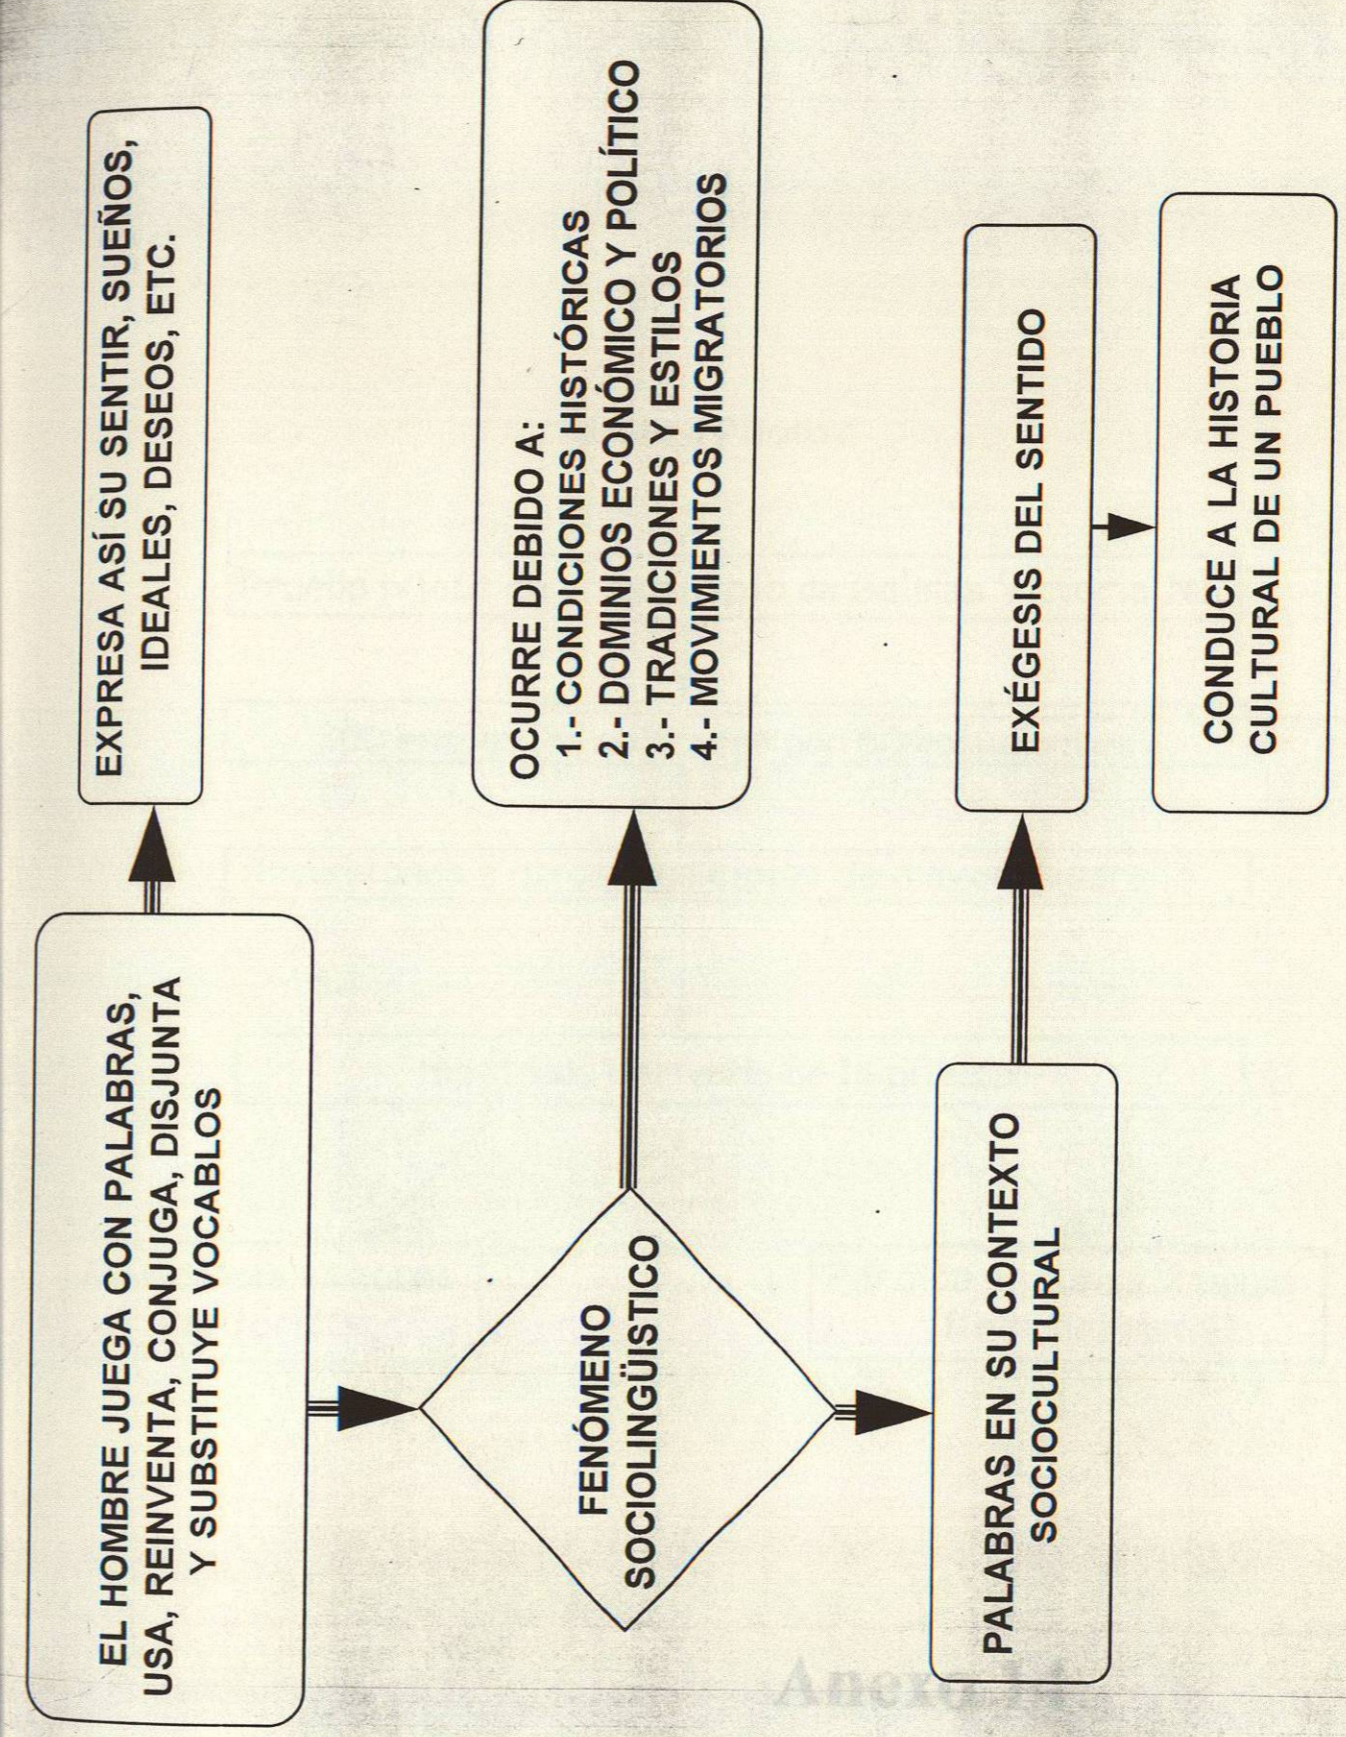 EL HOMBRE JUEGA CON PALABRAS,
USA, REINVENTA, CONJUGA, DISJUNTA
Y SUBSTITUYE VOCABLOS
EXPRESA ASÍ SU SENTIR, SUEÑOS,
IDEALES, DESEOS, ETC.
FENÓMENO
SOCIOLINGÜISTICO
OCURRE DEBIDO A:
1.- CONDICIONES HISTÓRICAS
2.- DOMINIOS ECONÓMICO Y POLÍTICO
3.- TRADICIONES Y ESTILOS
4.- MOVIMIENTOS MIGRATORIOS
PALABRAS EN SU CONTEXTO
SOCIOCULTURAL
EXÉGESIS DEL SENTIDO
CONDUCE A LA HISTORIA
CULTURAL DE UN PUEBLO
Anexo 14